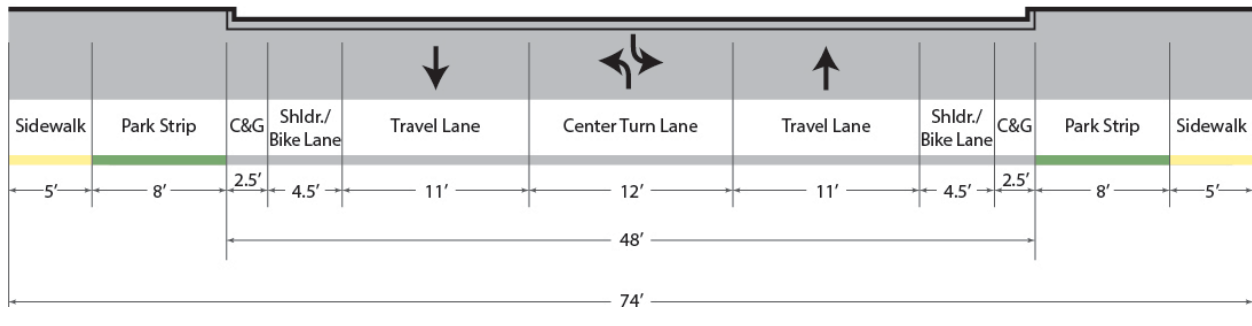 Sidewalk
Park Strip
C&G
Shldr./
Bike Lane
Travel Lane
Center Turn Lane
Travel Lane
Shldr./
Bike Lane
C&G
Park Strip
Sidewalk
5′
8′
2.5′
4.5′
11′
12′
11′
4.5′
2.5′
8′
5′
48′
74′